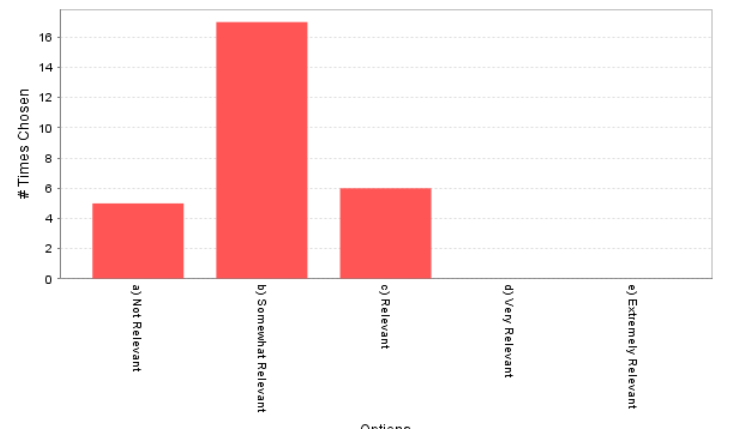 # Times Chosen
16
14
12
10
8
6
4
2
0
a) Not Relevant
b) Somewhat Relevant
c) Relevant
d) Very Relevant
e) Extremely Relevant
Options